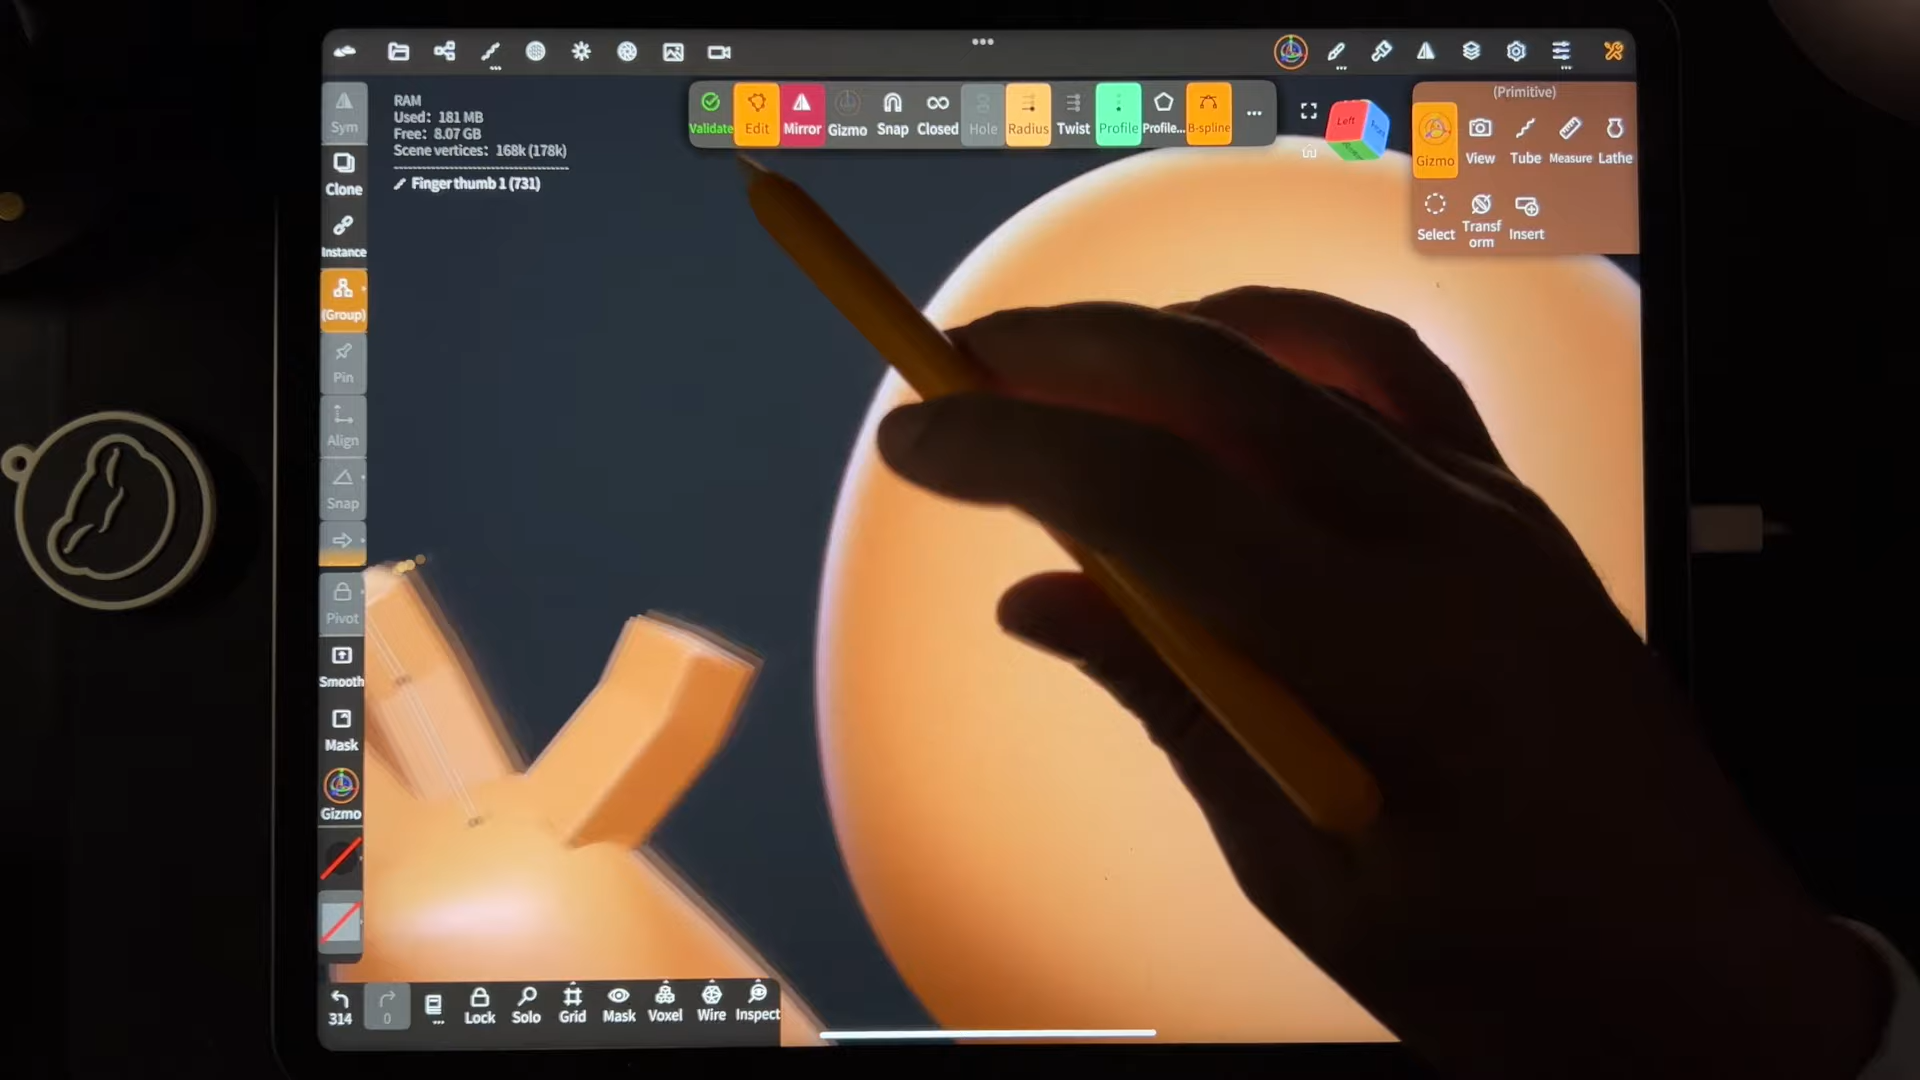 Sym
Clone
Instance
(Group)
Pin
Align
Snap
Pivot
Smooth
Mask
Gizmo
RAM
Used: 181 MB
Free: 8.07 GB
Scene vertices: 168k (178k)
Finger thumb 1 (731)
Validate
Edit
Mirror
Gizmo
Snap
Closed
Hole
Radius
Twist
Profile
Profile...
B-spline
...
Left
Front
(Primitive)
Gizmo
View
Tube
Measure
Lathe
Select
Transf
orm
Insert
314
0
...
Lock
Solo
Grid
Mask
Voxel
Wire
Inspect